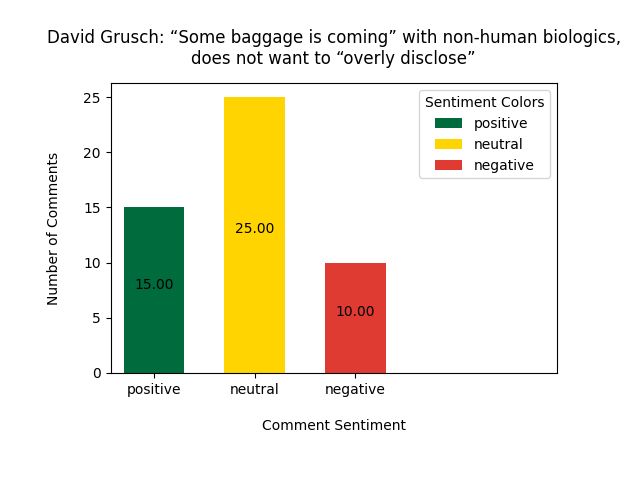 David Grusch: “Some baggage is coming” with non-human biologics,
does not want to “overly disclose”
Sentiment Colors
positive
neutral
negative
Number of Comments
25
20
15
10
5
0
15.00
25.00
10.00
positive
neutral
negative
Comment Sentiment